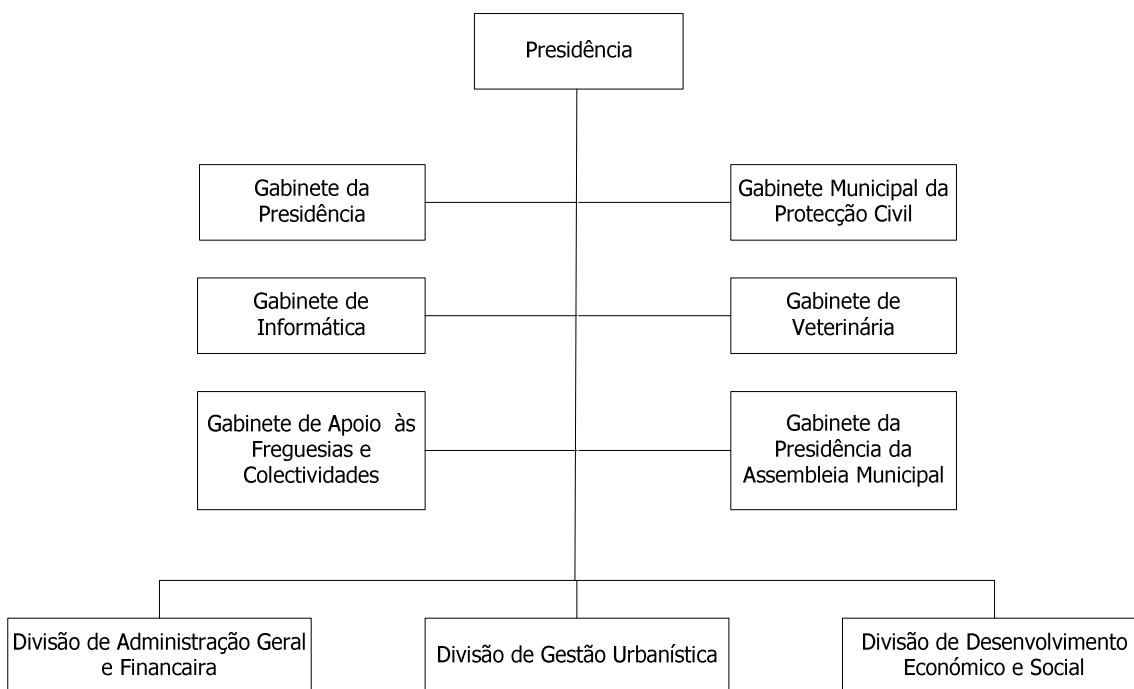 Presidência
Gabinete da
Presidência
Gabinete Municipal da
Protecção Civil
Gabinete de
Informática
Gabinete de
Veterinária
Gabinete de Apoio  às
Freguesias e
Colectividades
Gabinete da
Presidência da
Assembleia Municipal
Divisão de Administração Geral
e Financaira
Divisão de Gestão Urbanística
Divisão de Desenvolvimento
Económico e Social